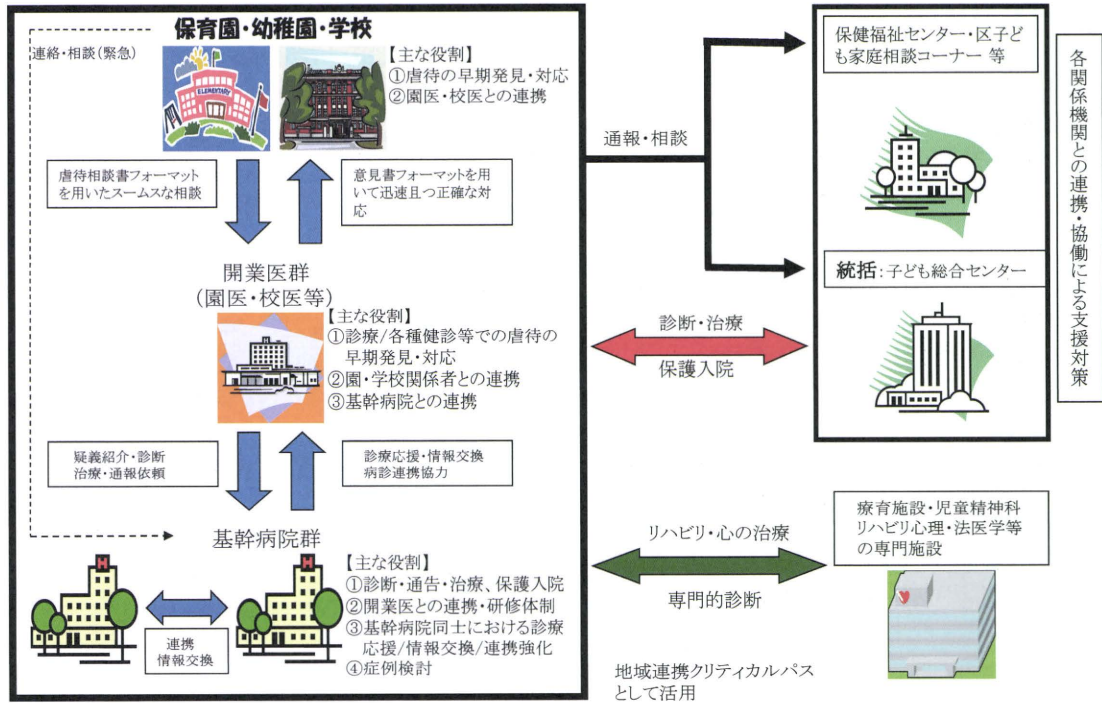 保育園・幼稚園・学校
連絡・相談(緊急)
ELEMENTARY
【主な役割】
①虐待の早期発見・対応
②園医・校医との連携
虐待相談書フォーマット
を用いたスームスな相談
意見書フォーマットを用
いて迅速且つ正確な対
応
開業医群
(園医・校医等)
【主な役割】
①診療/各種健診等での虐待の
早期発見・対応
②園・学校関係者との連携
③基幹病院との連携
疑義紹介・診断
治療・通報依頼
診療応援・情報交換
病診連携協力
基幹病院群
H
H
【主な役割】
①診断・通告・治療、保護入院
②開業医との連携・研修体制
③基幹病院同士における診療
応援/情報交換/連携強化
④症例検討
連携
情報交換
通報・相談
保健福祉センター・区子ど
も家庭相談コーナー 等
統括:子ども総合センター
各関係機関との連携・協働による支援対策
診断・治療
保護入院
リハビリ・心の治療
専門的診断
療育施設・児童精神科
リハビリ心理・法医学等
の専門施設
地域連携クリティカルパス
として活用